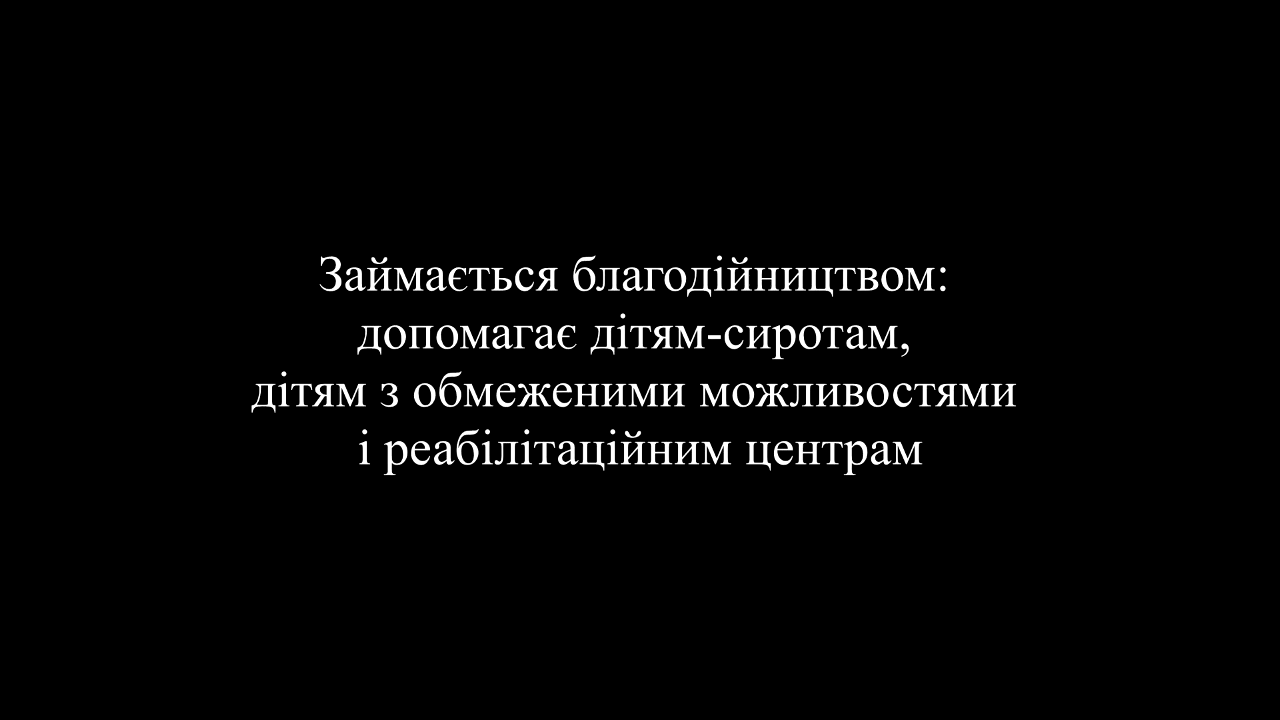 Займається благодійництвом:
допомагає дітям-сиротам,
дітям з обмеженими можливостями
і реабілітаційним центрам